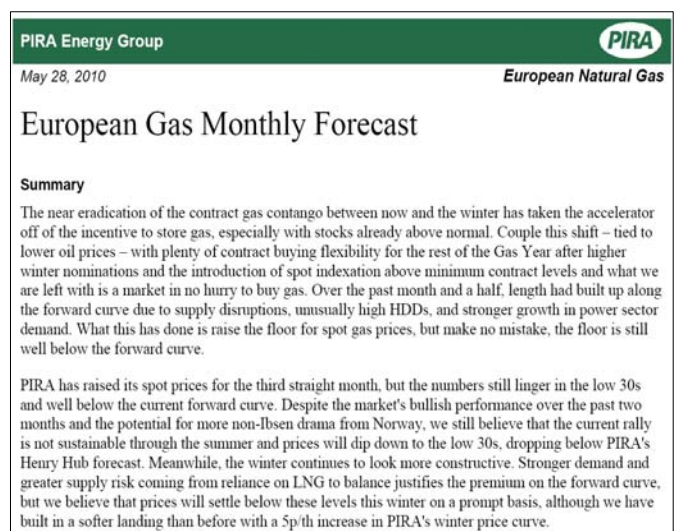 PIRA Energy Group
PIRA
May 28, 2010
European Natural Gas
European Gas Monthly Forecast
Summary
The near eradication of the contract gas contango between now and the winter has taken the accelerator
off of the incentive to store gas, especially with stocks already above normal. Couple this shift – tied to
lower oil prices – with plenty of contract buying flexibility for the rest of the Gas Year after higher
winter nominations and the introduction of spot indexation above minimum contract levels and what we
are left with is a market in no hurry to buy gas. Over the past month and a half, length had built up along
the forward curve due to supply disruptions, unusually high HDDs, and stronger growth in power sector
demand. What this has done is raise the floor for spot gas prices, but make no mistake, the floor is still
well below the forward curve.
PIRA has raised its spot prices for the third straight month, but the numbers still linger in the low 30s
and well below the current forward curve. Despite the market's bullish performance over the past two
months and the potential for more non-Ibsen drama from Norway, we still believe that the current rally
is not sustainable through the summer and prices will dip down to the low 30s, dropping below PIRA's
Henry Hub forecast. Meanwhile, the winter continues to look more constructive. Stronger demand and
greater supply risk coming from reliance on LNG to balance justifies the premium on the forward curve,
but we believe that prices will settle below these levels this winter on a prompt basis, although we have
built in a softer landing than before with a 5p/th increase in PIRA's winter price curve.